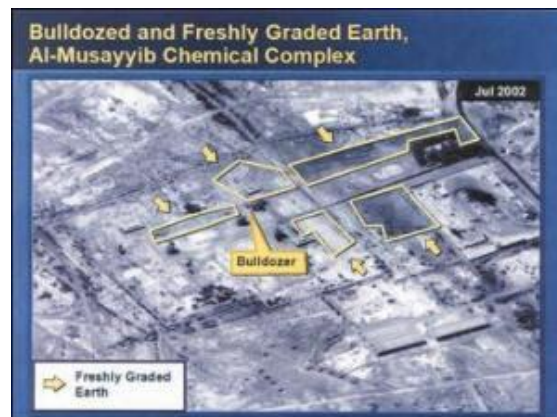 Bulldozed and Freshly Graded Earth,
Al-Musayyib Chemical Complex
Jul 2002
Bulldozer
Freshly Graded
Earth